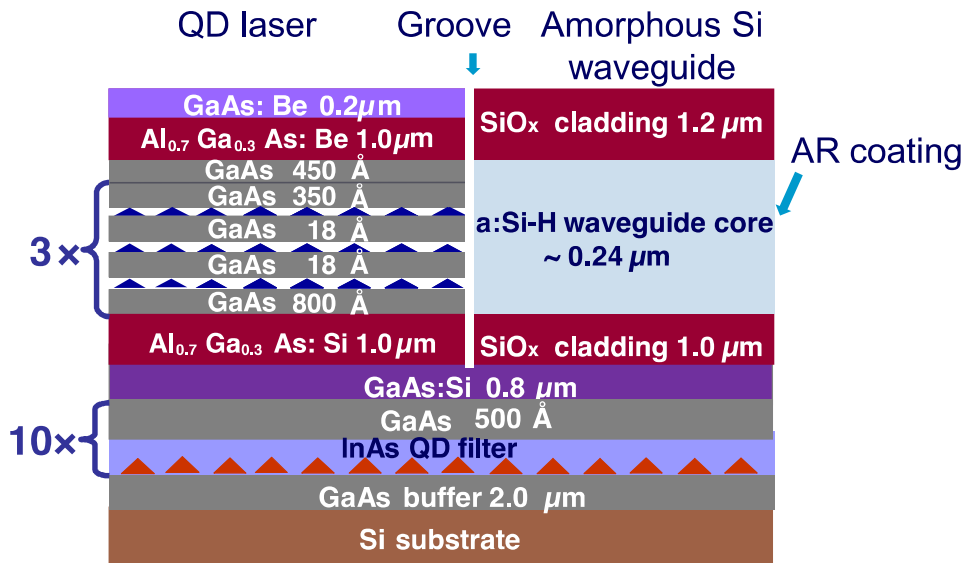 QD laser
Groove
Amorphous Si
waveguide
GaAs: Be 0.2μm
Al0.7 Ga0.3 As: Be 1.0μm
GaAs 450 Å
GaAs 350 Å
GaAs 18 Å
GaAs 18 Å
GaAs 800 Å
3×
Al0.7 Ga0.3 As: Si 1.0μm
SiOx cladding 1.2 μm
AR coating
a:Si-H waveguide core
~ 0.24 μm
SiOx cladding 1.0 μm
GaAs:Si 0.8 μm
GaAs 500 Å
10×
InAs QD filter
GaAs buffer 2.0 μm
Si substrate